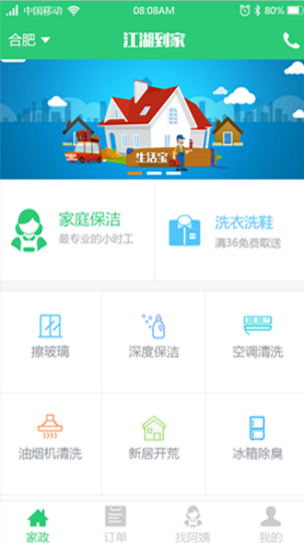 中国移动
08:08AM
80%
合肥
江湖到家
生活宝
家庭保洁
最专业的小时工
洗衣洗鞋
满36免费取送
擦玻璃
深度保洁
空调清洗
油烟机清洗
新居开荒
冰箱除臭
家政
订单
找阿姨
我的